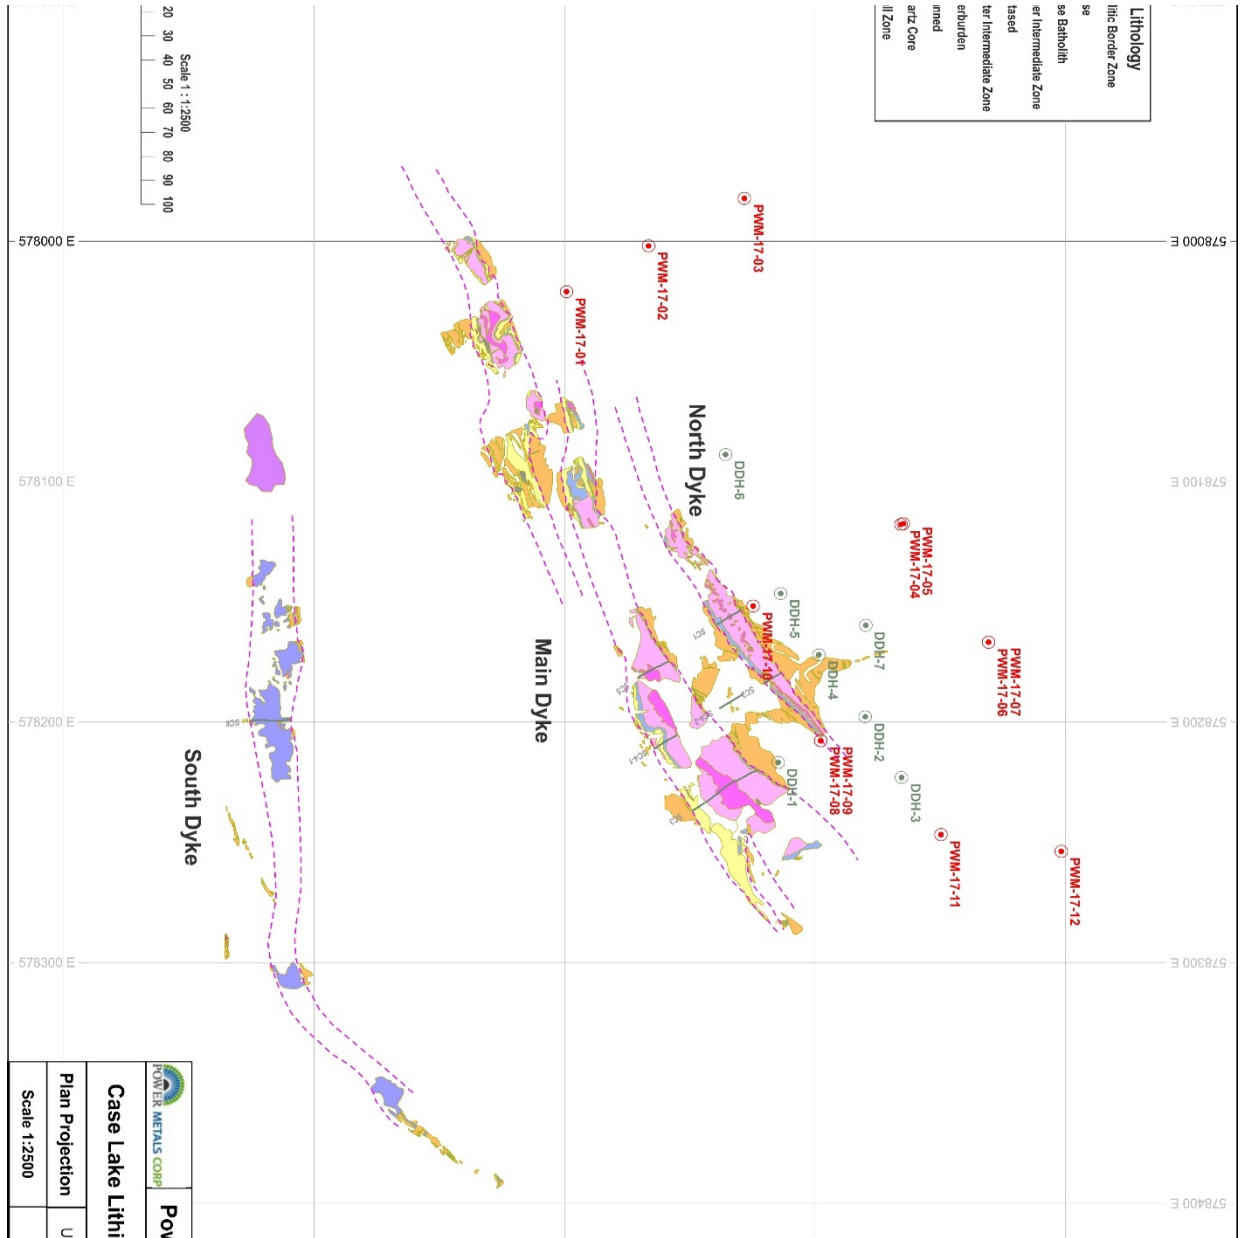 Lithology
litic Border Zone
se
se Batholith
er Intermediate Zone
tased
ter Intermediate Zone
erburden
nned
artz Core
ll Zone
20 30 40 50 60 70 80 90 100
Scale 1 : 1:2500
578000 E
578000 E
578100 E
578100 E
578200 E
578200 E
578300 E
578300 E
578400 E
PWM-17-03
PWM-17-02
PWM-17-01
North Dyke
DDH-6
PWM-17-05
PWM-17-04
DDH-5
PWM-17-10
DDH-7
DDH-4
PWM-17-07
PWM-17-06
DDH-2
PWM-17-09
PWM-17-08
DDH-1
DDH-3
PWM-17-11
PWM-17-12
Main Dyke
South Dyke
SC1
SC6
POWER METALS CORP
Pow
Case Lake Lithi
Plan Projection
U
Scale 1:2500